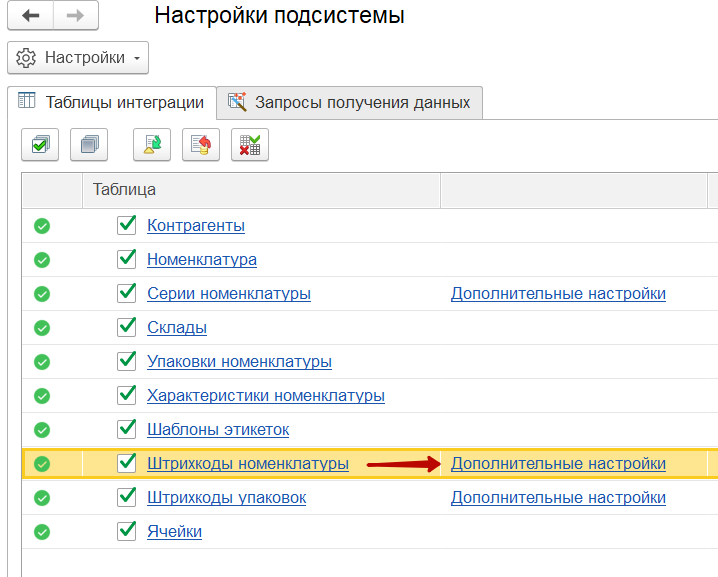 Настройки подсистемы
Настройки
Таблицы интеграции Запросы получения данных
Таблица
Контрагенты
Номенклатура
Серии номенклатуры Дополнительные настройки
Склады
Упаковки номенклатуры
Характеристики номенклатуры
Шаблоны этикеток
Штрихкоды номенклатуры Дополнительные настройки
Штрихкоды упаковок Дополнительные настройки
Ячейки